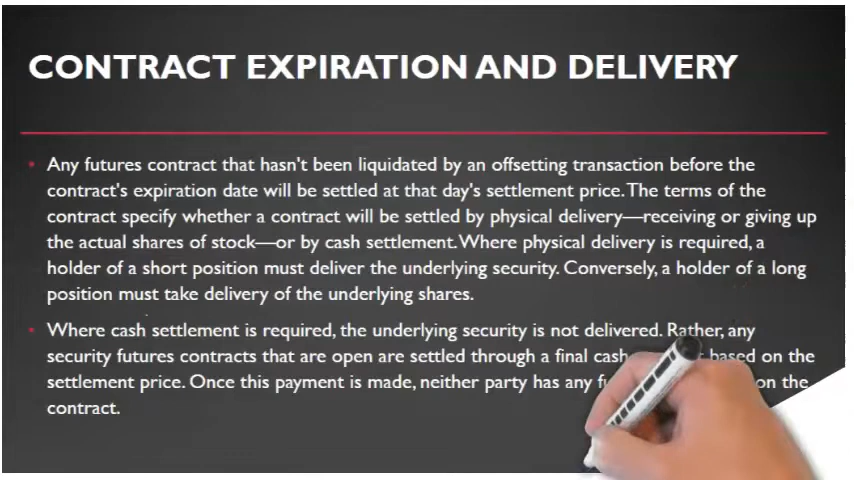 CONTRACT EXPIRATION AND DELIVERY
• Any futures contract that hasn't been liquidated by an offsetting transaction before the
contract's expiration date will be settled at that day's settlement price. The terms of the
contract specify whether a contract will be settled by physical delivery—receiving or giving up
the actual shares of stock—or by cash settlement. Where physical delivery is required, a
holder of a short position must deliver the underlying security. Conversely, a holder of a long
position must take delivery of the underlying shares.
• Where cash settlement is required, the underlying security is not delivered. Rather, any
security futures contracts that are open are settled through a final cash based on the
settlement price. Once this payment is made, neither party has any on the
contract.